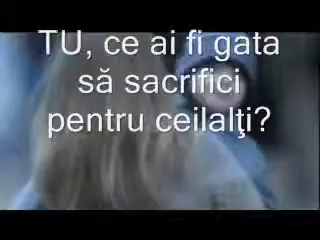 TU, ce ai fi gata
să sacrifici
pentru ceilalţi?